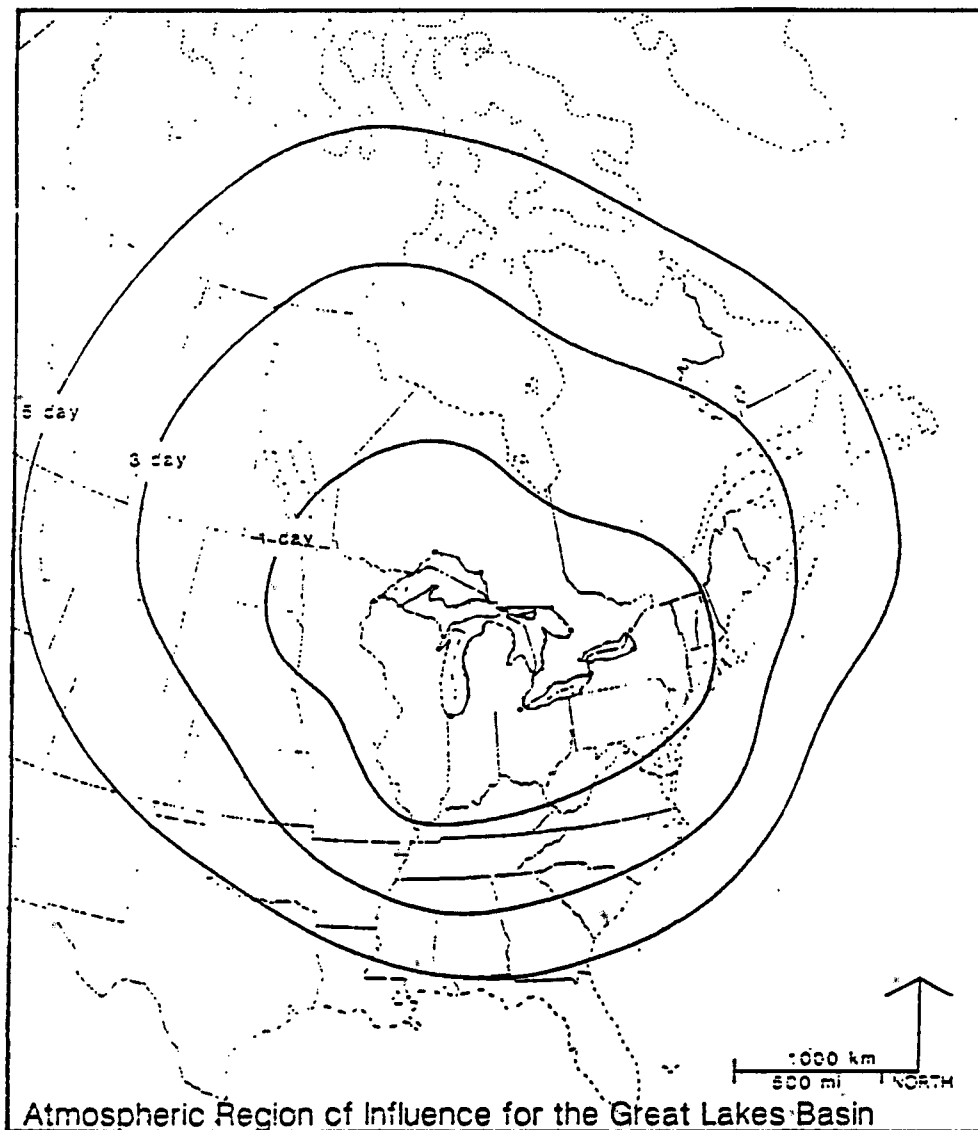 5 day
3 day
1 day
1000 km
500 mi
NORTH
Atmospheric Region of Influence for the Great Lakes Basin